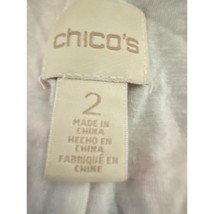 chico's
2
MADE IN
CHINA
HECHO EN
CHINA
FABRIQUÉ EN
CHINE